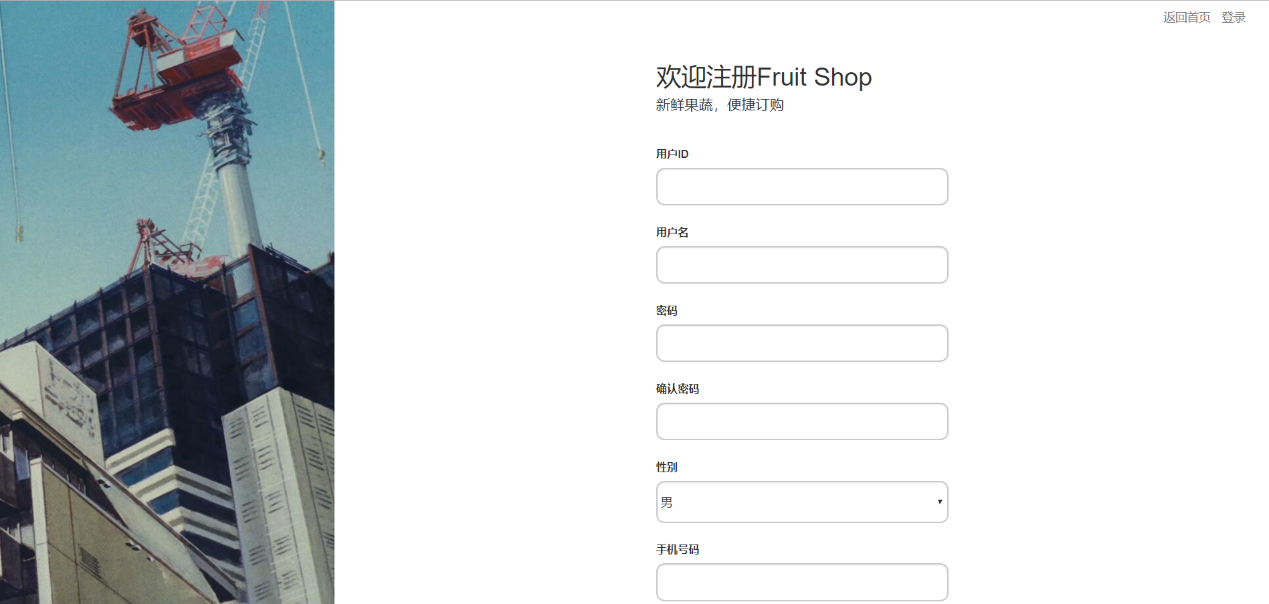 返回首页 登录
欢迎注册Fruit Shop
新鲜果蔬，便捷订购
用户ID
用户名
密码
确认密码
性别
男
手机号码